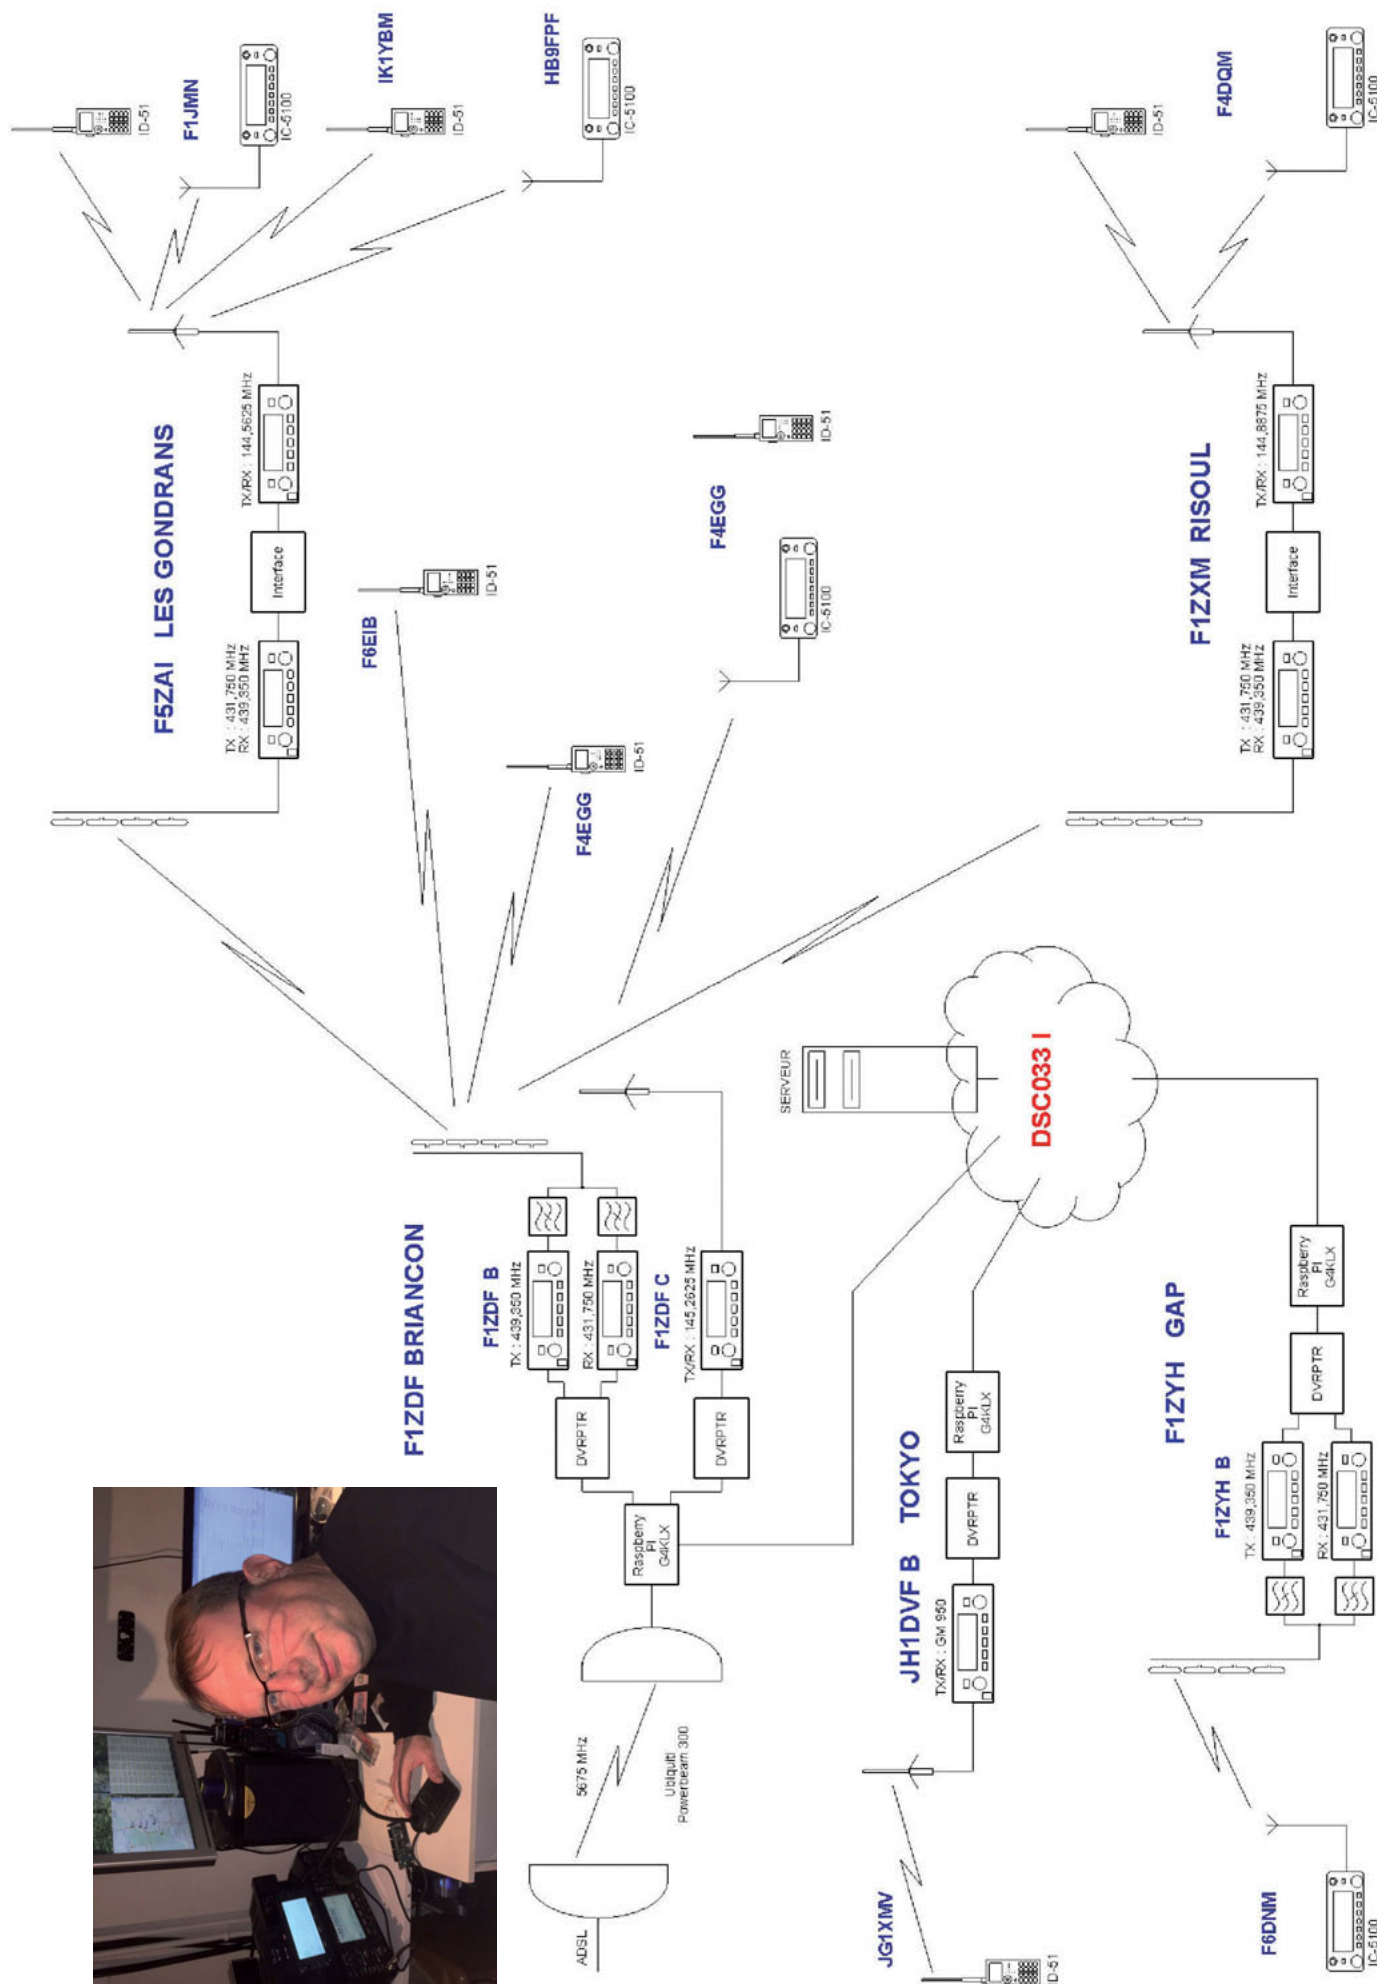 F5ZAI LES GONDRANS
TX : 431,750 MHz
RX : 439,350 MHz
Interface
TX/RX : 144,5625 MHz
ID-51
F1JMN
IC-5100
IK1YBM
ID-51
HB9FPF
IC-5100
F6EIB
ID-51
F4EGG
ID-51
F4EGG
ID-51
IC-5100
F1ZDF BRIANCON
F1ZDF B
TX : 439,350 MHz
RX : 431,750 MHz
DVRPTR
F1ZDF C
TX/RX : 145,2625 MHz
DVRPTR
Raspberry
PI
G4KLX
ADSL
5675 MHz
Ubiquiti
Powerbeam 300
SERVEUR
DSC033 I
JH1DVF B TOKYO
JG1XMV
ID-51
TX/RX : GM 950
DVRPTR
Raspberry
PI
G4KLX
F1ZXM RISOUL
TX : 431,750 MHz
RX : 439,350 MHz
Interface
TX/RX : 144,8875 MHz
ID-51
F4DQM
IC-5100
F1ZYH GAP
F1ZYH B
TX : 439,350 MHz
RX : 431,750 MHz
DVRPTR
Raspberry
PI
G4KLX
F6DNM
IC-5100